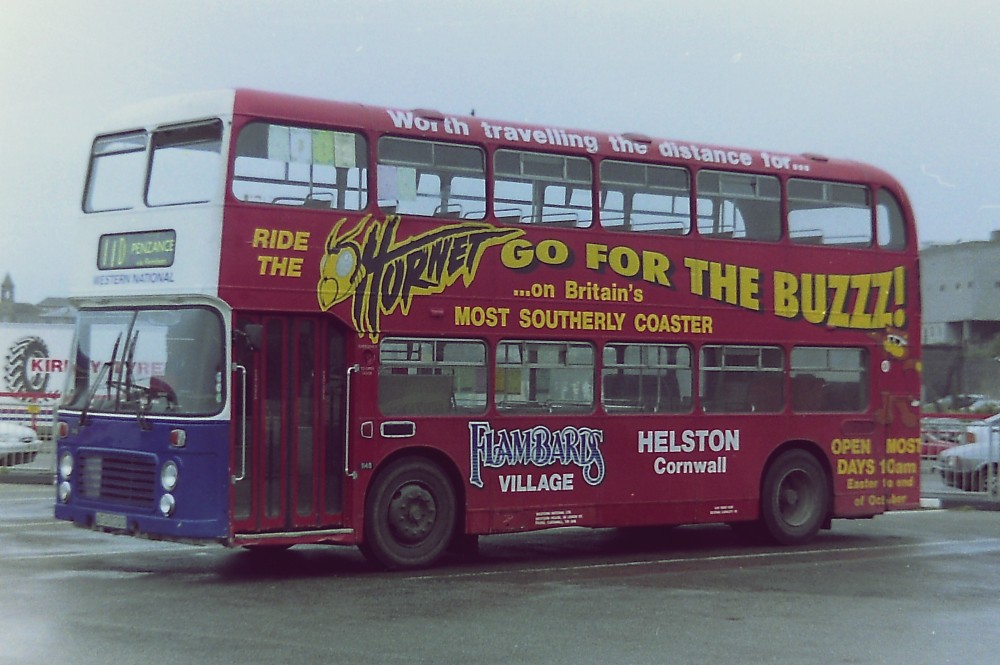 Worth travelling the distance for...
11D PENZANCE
WESTERN NATIONAL
RIDE
THE
HORNET
GO FOR THE BUZZZ!
...on Britain's
MOST SOUTHERLY COASTER
FLAMBARDS
VILLAGE
HELSTON
Cornwall
OPEN MOST
DAYS 10am
Easter to end
of October